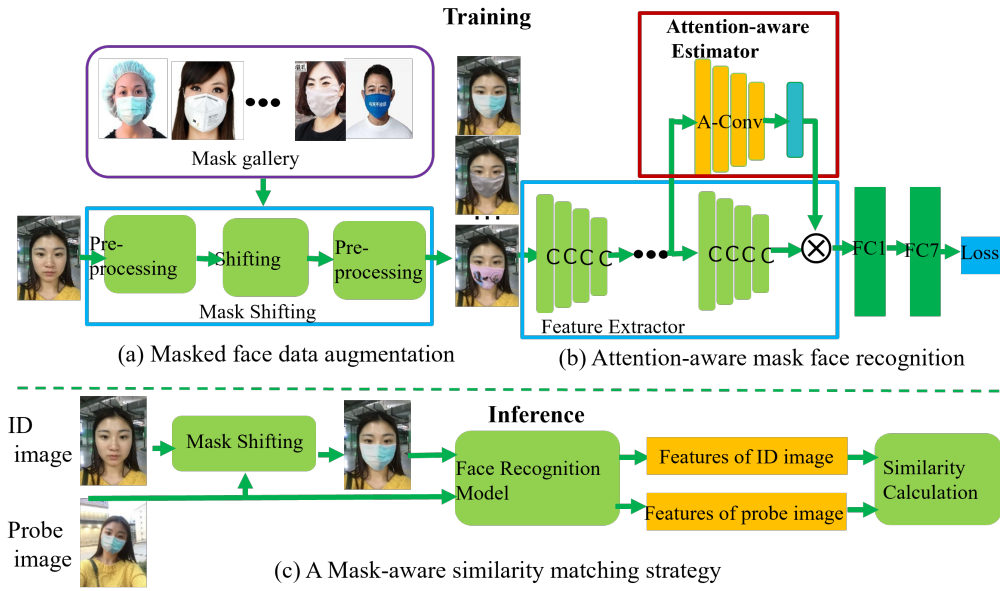 Training
Attention-aware
Estimator
A-Conv
Mask gallery
Pre-
processing
Shifting
Pre-
processing
Mask Shifting
...
C C C C
C C C C
FC1
FC7
Loss
Feature Extractor
(a) Masked face data augmentation
(b) Attention-aware mask face recognition
Inference
ID
image
Mask Shifting
Face Recognition
Model
Features of ID image
Features of probe image
Similarity
Calculation
Probe
image
(c) A Mask-aware similarity matching strategy